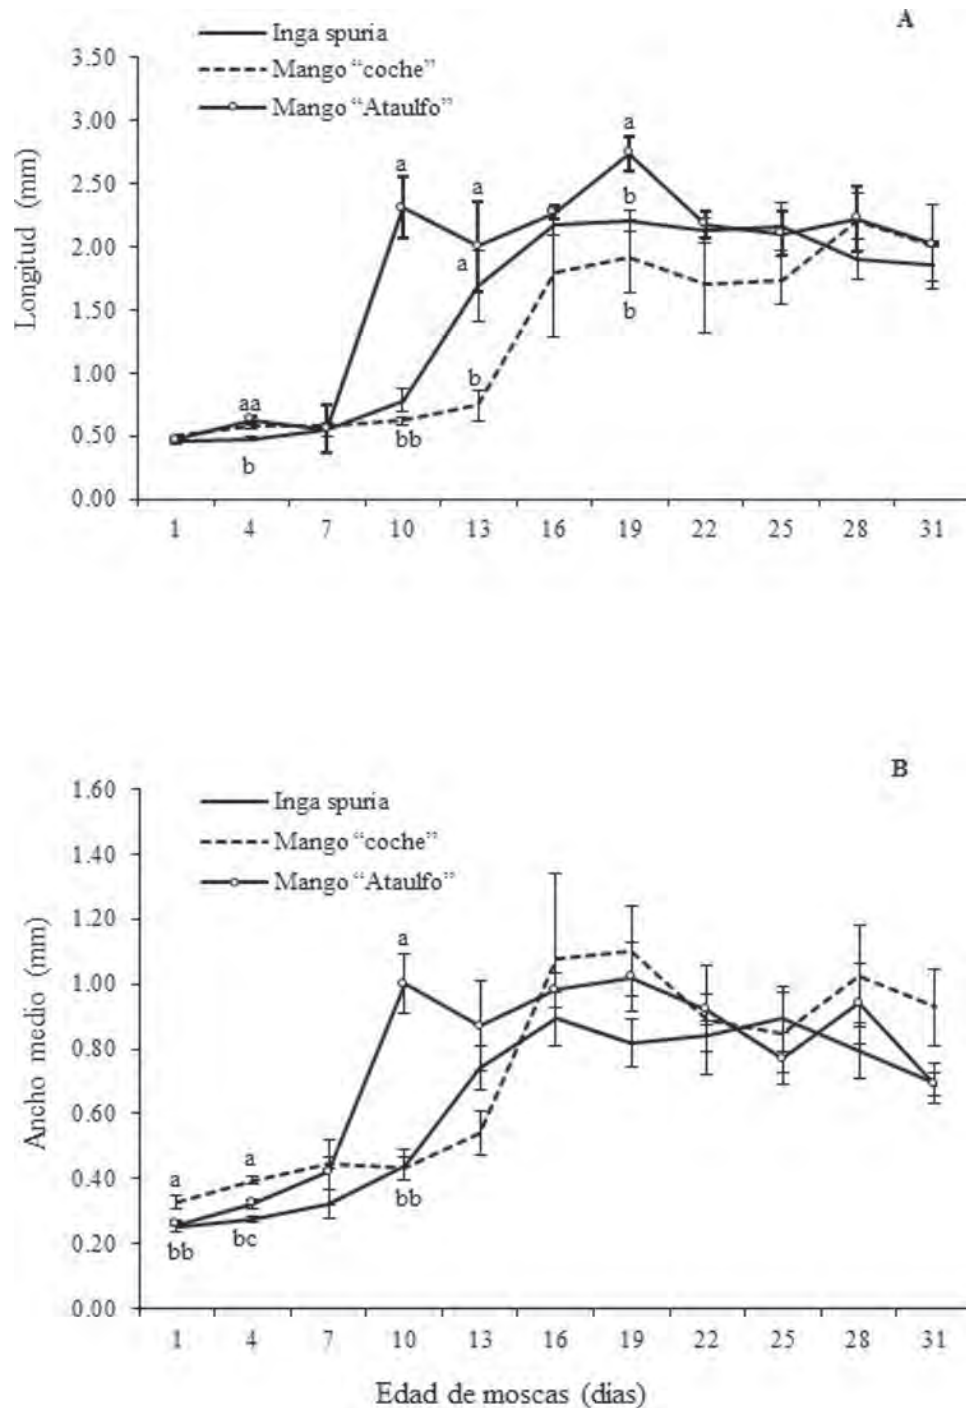 A
Inga spuria
Mango “coche”
Mango “Ataulfo”
3.50
3.00
2.50
2.00
1.50
1.00
0.50
0.00
Longitud (mm)
a
a
a
b
a
b
b
aa
b
bb
1 4 7 10 13 16 19 22 25 28 31
B
Inga spuria
Mango “coche”
Mango “Ataulfo”
1.60
1.40
1.20
1.00
0.80
0.60
0.40
0.20
0.00
Ancho medio (mm)
a
a
a
bb
bb
bc
1 4 7 10 13 16 19 22 25 28 31
Edad de moscas (dias)